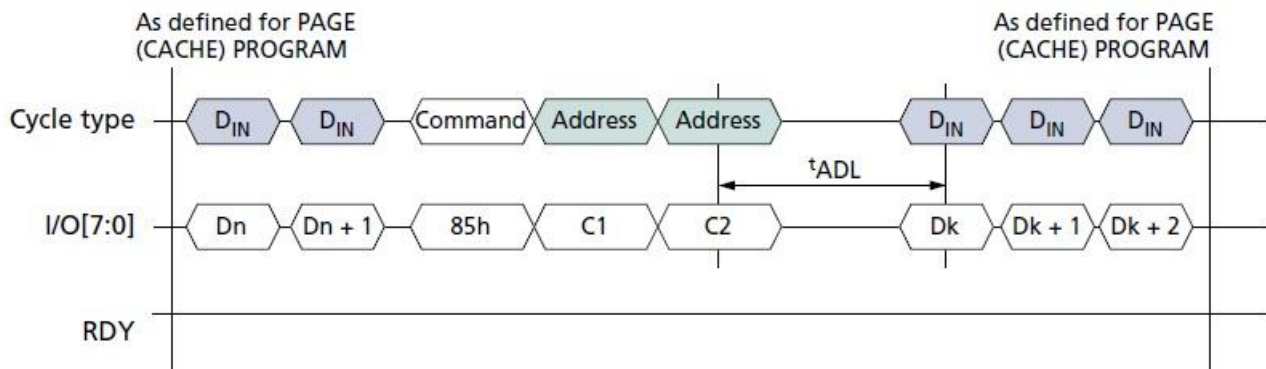 As defined for PAGE
(CACHE) PROGRAM
As defined for PAGE
(CACHE) PROGRAM
Cycle type DIN DIN Command Address Address DIN DIN DIN
tADL
I/O[7:0] Dn Dn + 1 85h C1 C2 Dk Dk + 1 Dk + 2
RDY